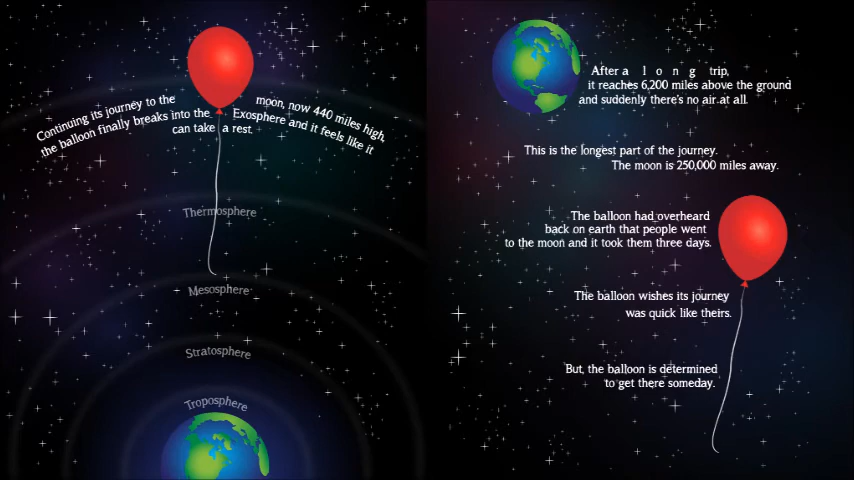 Continuing its journey to the moon, now 440 miles high,
the balloon finally breaks into the Exosphere and it feels like it
can take a rest.
Thermosphere
Mesosphere
Stratosphere
Troposphere
After a l o n g trip,
it reaches 6,200 miles above the ground
and suddenly there's no air at all.
This is the longest part of the journey.
The moon is 250,000 miles away.
The balloon had overheard
back on earth that people went
to the moon and it took them three days.
The balloon wishes its journey
was quick like theirs.
But, the balloon is determined
to get there someday.